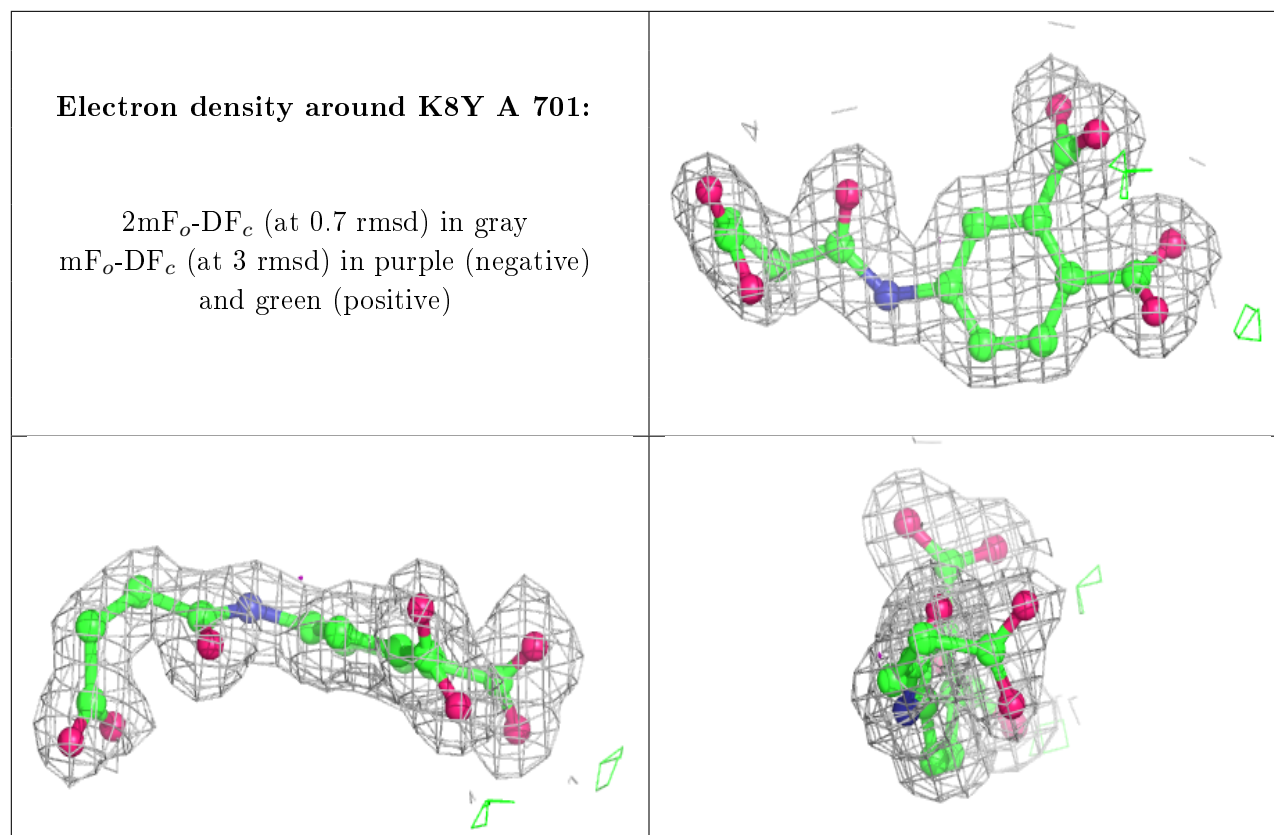 Electron density around K8Y A 701:
2mFo-DFc (at 0.7 rmsd) in gray
mFo-DFc (at 3 rmsd) in purple (negative)
and green (positive)